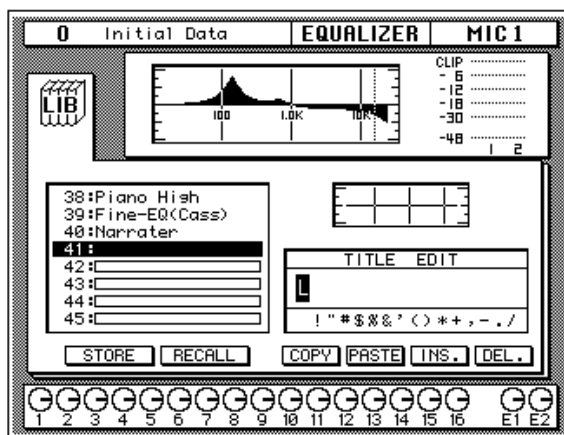 0 Initial Data EQUALIZER MIC 1
LIB
100 1.0K 10K
CLIP
- 6
-12
-18
-30
-48
1 2
38:Piano High
39:Fine-EQ(Cass)
40:Narrater
41:
42:
43:
44:
45:
TITLE EDIT
L
!"#$%&'()*+,-./
STORE RECALL COPY PASTE INS. DEL.
1 2 3 4 5 6 7 8 9 10 11 12 13 14 15 16 E1 E2